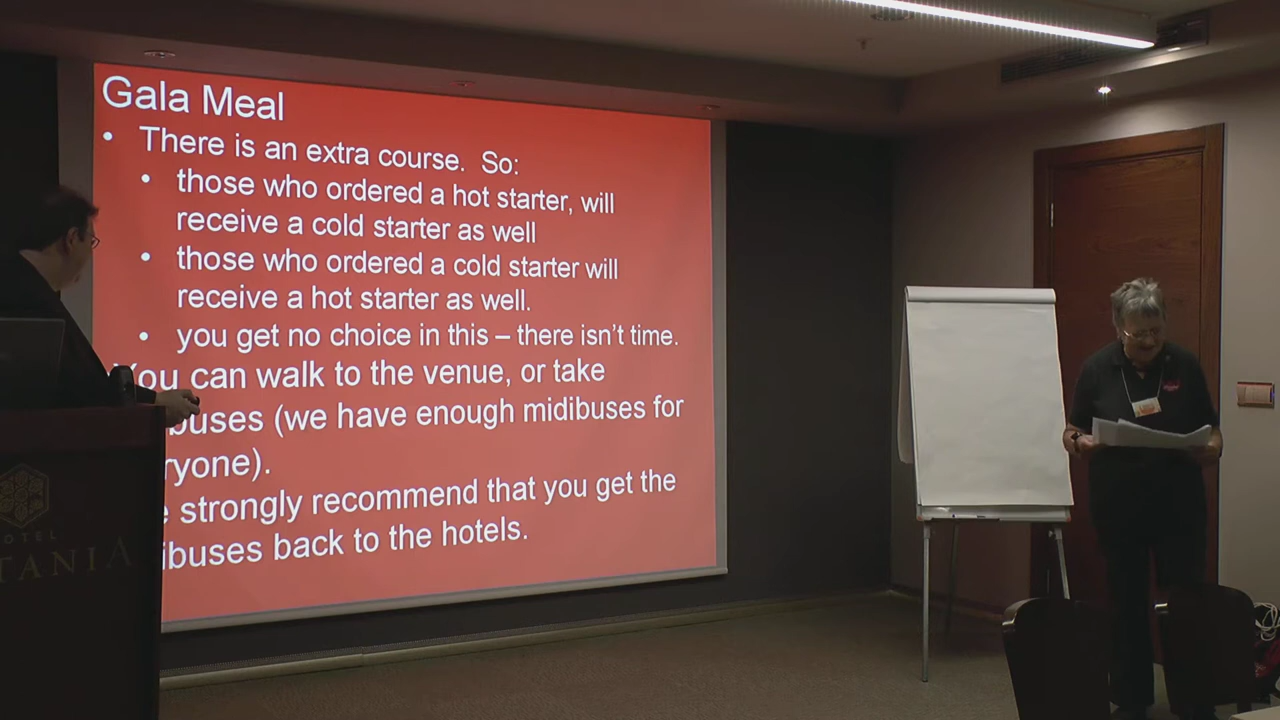 Gala Meal
• There is an extra course. So:
• those who ordered a hot starter, will
receive a cold starter as well
• those who ordered a cold starter will
receive a hot starter as well.
• you get no choice in this – there isn't time.
You can walk to the venue, or take
buses (we have enough midibuses for
ryone).
strongly recommend that you get the
ibuses back to the hotels.
OTEL
TANIA